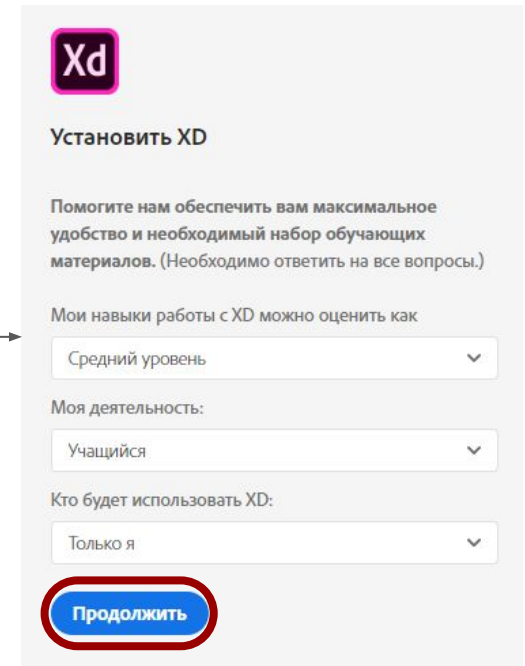 Xd
Установить XD
Помогите нам обеспечить вам максимальное
удобство и необходимый набор обучающих
материалов. (Необходимо ответить на все вопросы.)
Мои навыки работы с XD можно оценить как
Средний уровень
Моя деятельность:
Учащийся
Кто будет использовать XD:
Только я
Продолжить